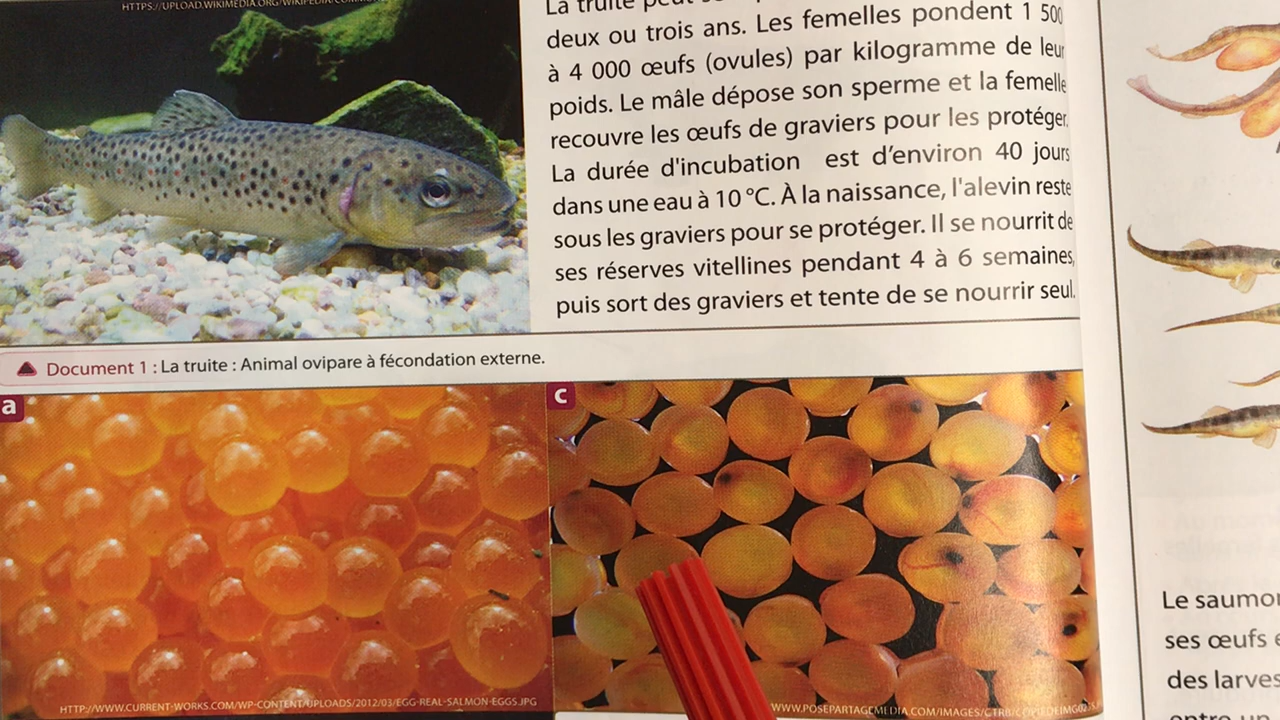 HTTPS://UPLOAD.WIKIMEDIA.ORG/WIKIPEDIA/COMMONS
La truite peut
deux ou trois ans. Les femelles pondent 1 500
à 4 000 œufs (ovules) par kilogramme de leur
poids. Le mâle dépose son sperme et la femelle
recouvre les œufs de graviers pour les protéger.
La durée d'incubation est d’environ 40 jours
dans une eau à 10 °C. À la naissance, l'alevin reste
sous les graviers pour se protéger. Il se nourrit de
ses réserves vitellines pendant 4 à 6 semaines,
puis sort des graviers et tente de se nourrir seul.
Document 1 : La truite : Animal ovipare à fécondation externe.
a
c
HTTP://WWW.CURRENT-WORKS.COM/WP-CONTENT/UPLOADS/2012/03/EGG-REAL-SALMON-EGGS.JPG
Le saumon
ses œufs
des larves
entre un